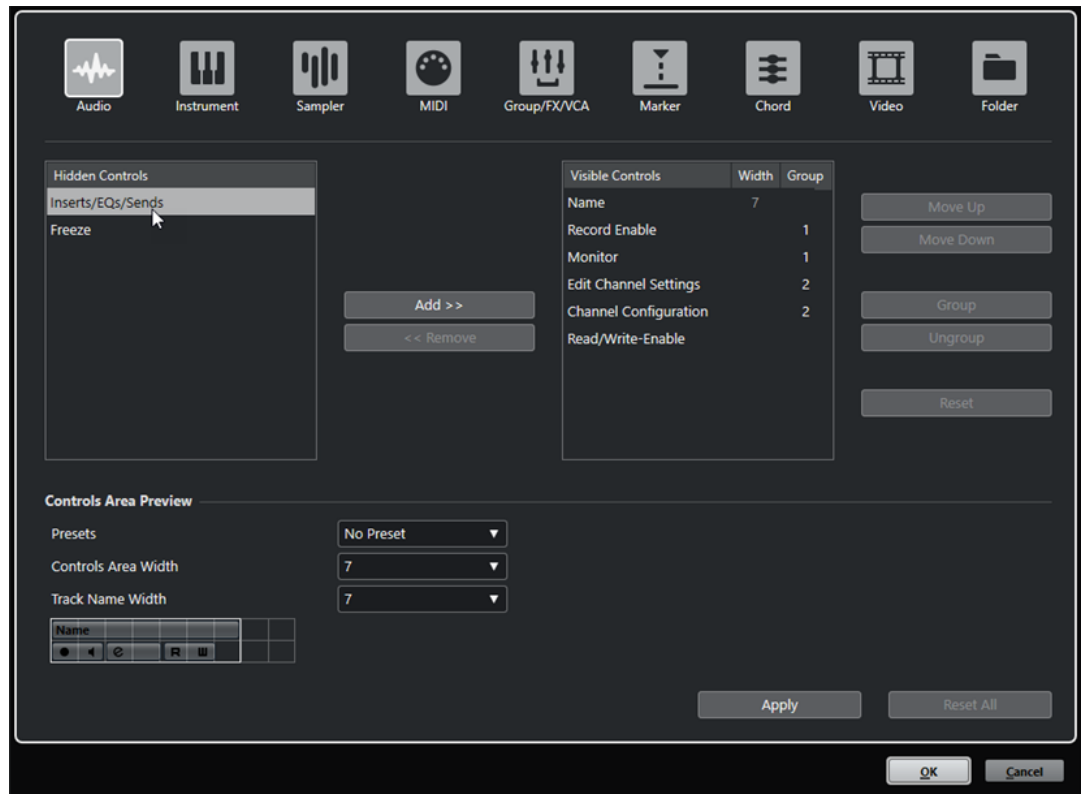 Audio Instrument Sampler MIDI Group/FX/VCA Marker Chord Video Folder
Hidden Controls
Inserts/EQs/Sends
Freeze
Add >>
<< Remove
Visible Controls Width Group
Name 7
Record Enable 1
Monitor 1
Edit Channel Settings 2
Channel Configuration 2
Read/Write-Enable
Move Up
Move Down
Group
Ungroup
Reset
Controls Area Preview
Presets No Preset
Controls Area Width 7
Track Name Width 7
Name
e R W
Apply Reset All
OK Cancel